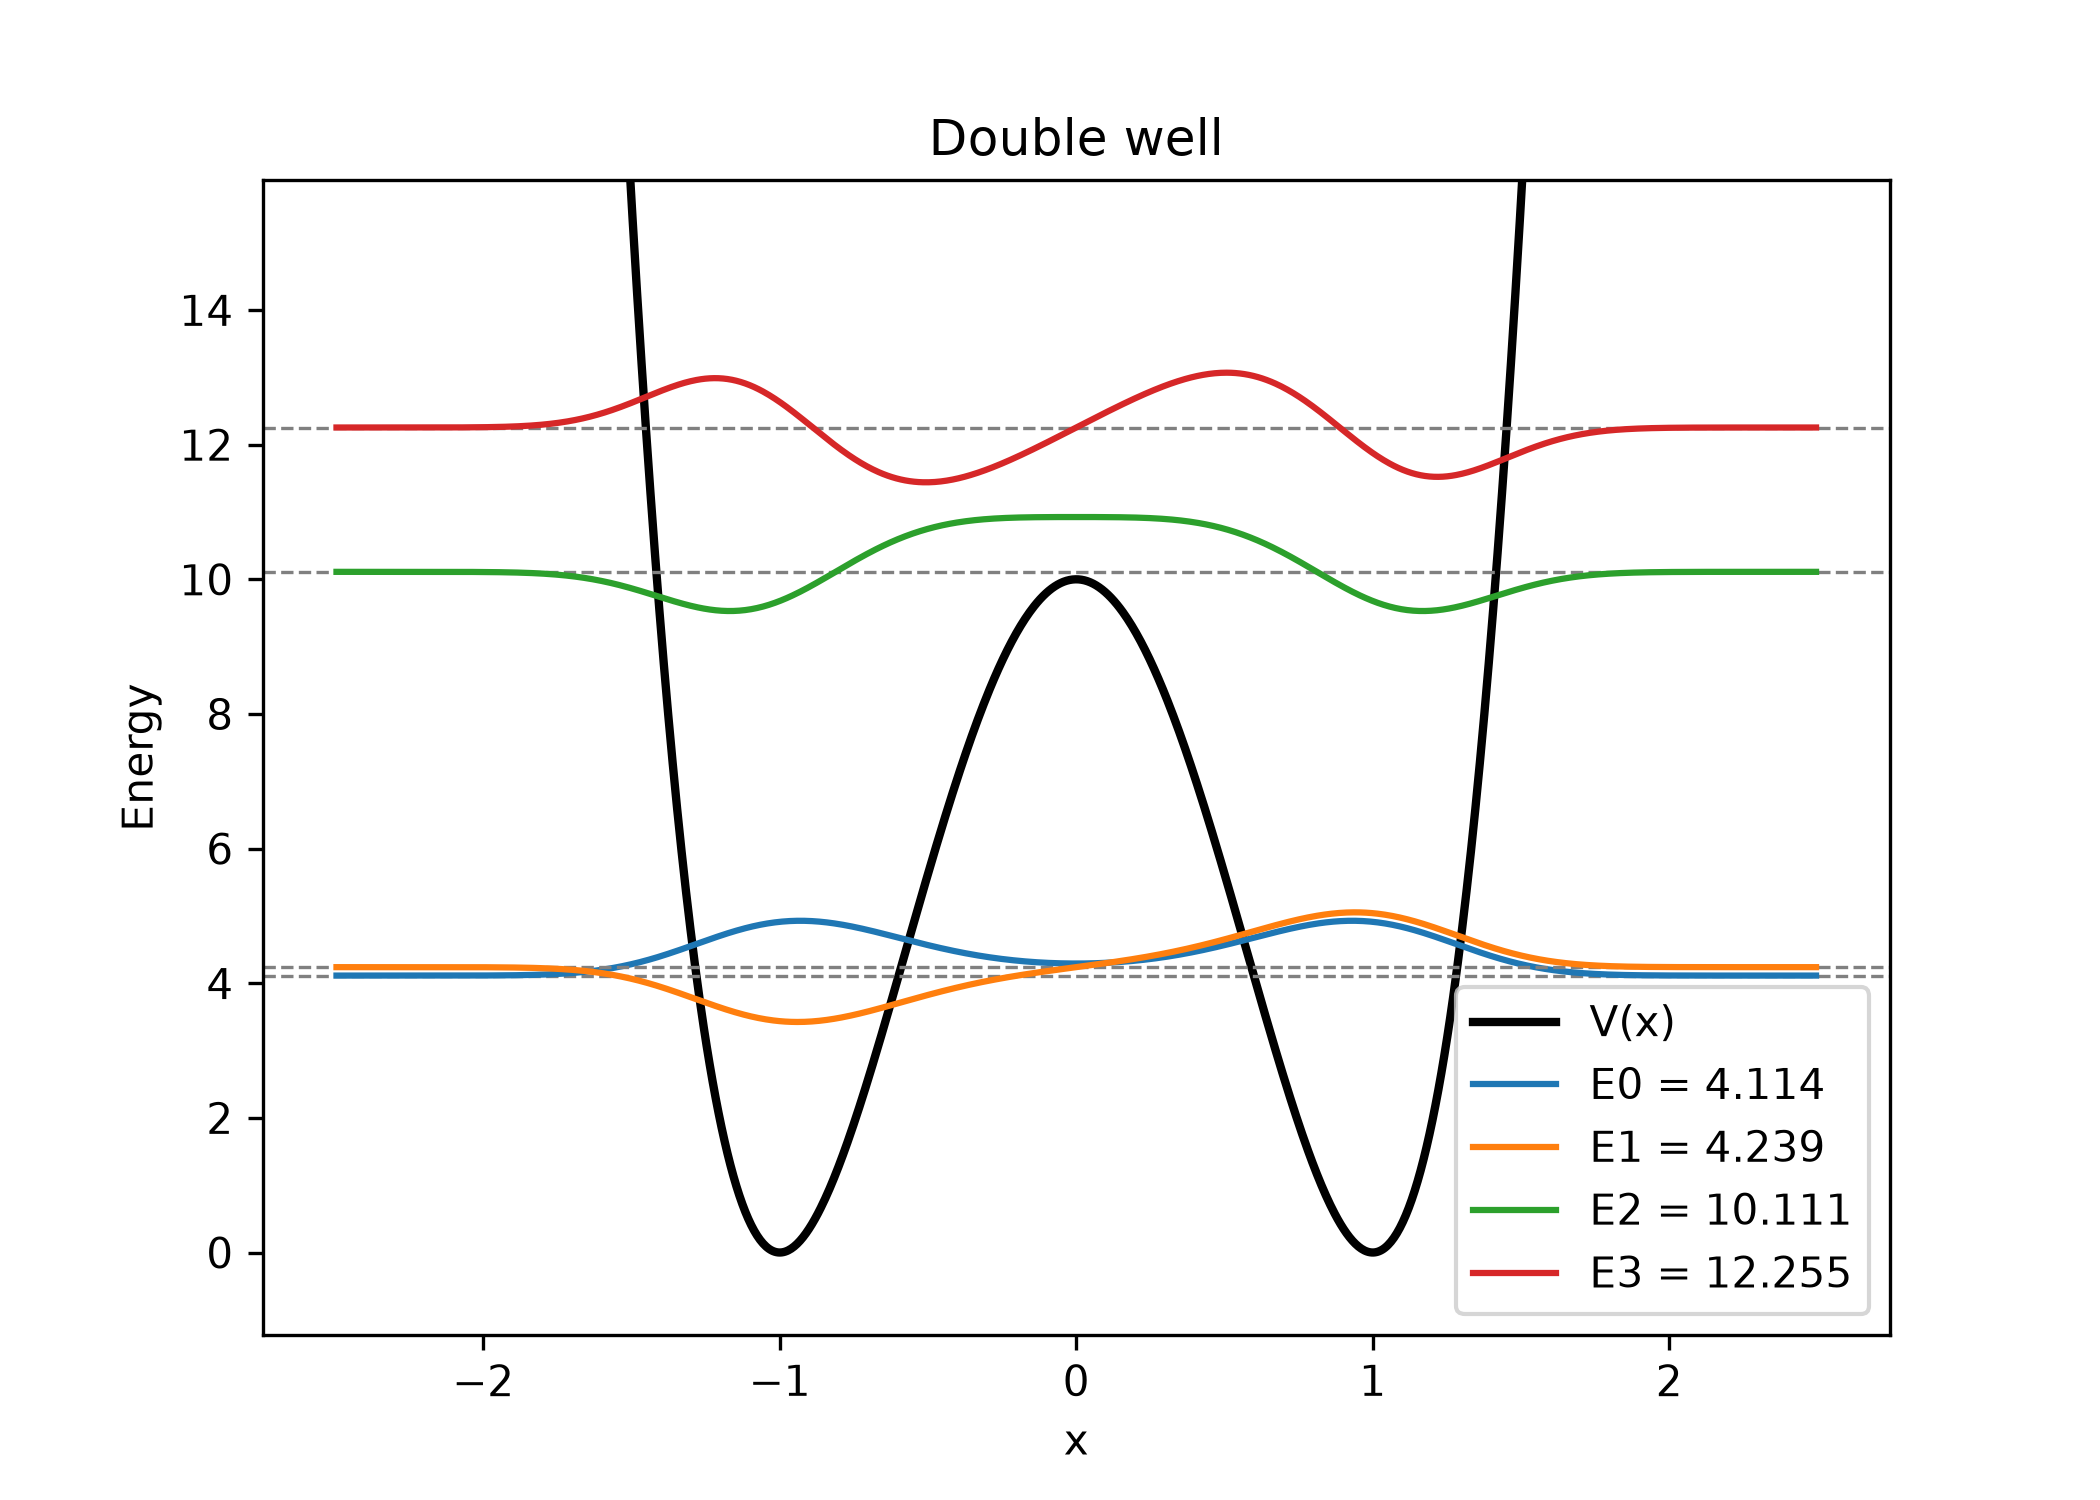 Double well
14
12
10
8
6
4
2
0
Energy
V(x)
E0 = 4.114
E1 = 4.239
E2 = 10.111
E3 = 12.255
−2 −1 0 1 2
x